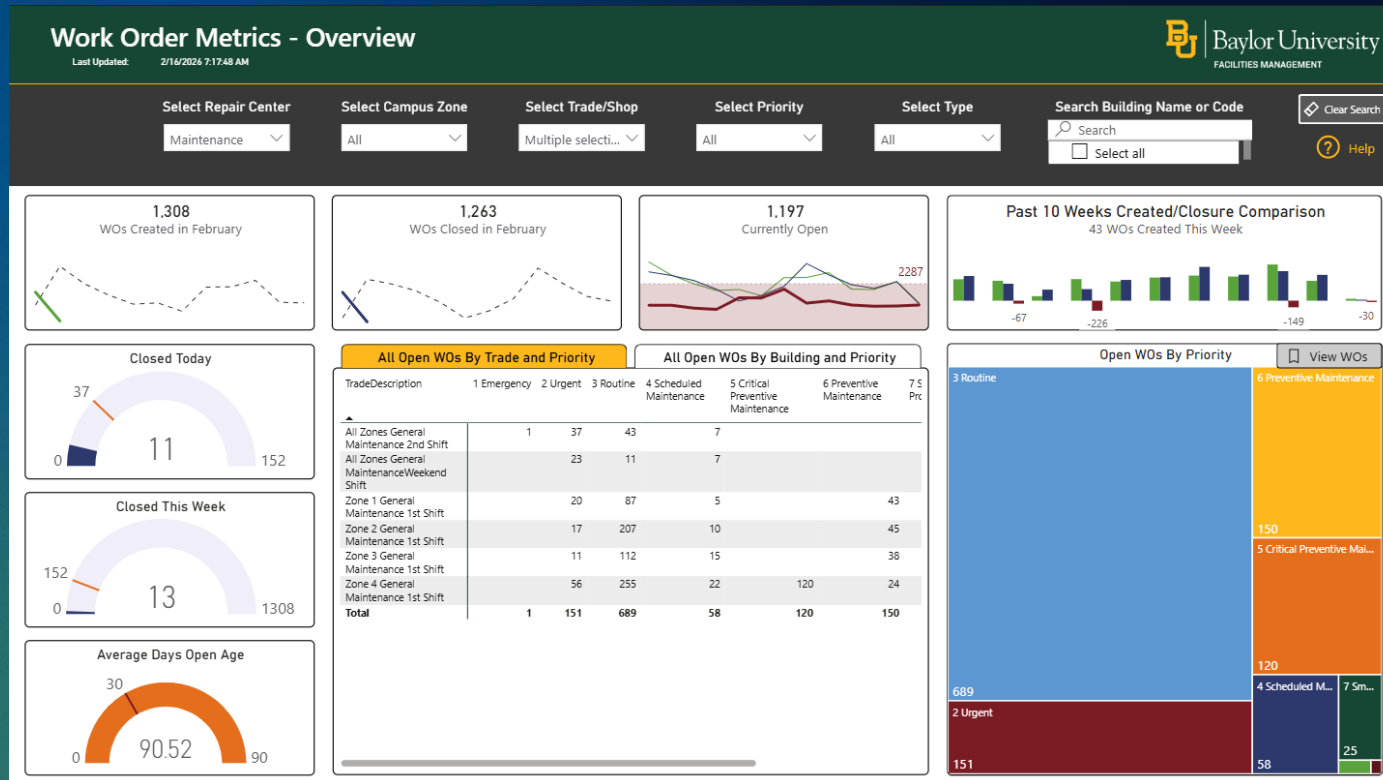 Work Order Metrics - Overview
Last Updated: 2/16/2026 7:17:48 AM
BU
Baylor University
FACILITIES MANAGEMENT
Select Repair Center
Maintenance
Select Campus Zone
All
Select Trade/Shop
Multiple selecti...
Select Priority
All
Select Type
All
Search Building Name or Code
Search
Select all
Clear Search
? Help
1,308
WOs Created in February
1,263
WOs Closed in February
1,197
Currently Open
2287
Past 10 Weeks Created/Closure Comparison
43 WOs Created This Week
-67
-226
-149
-30
Closed Today
37
11
0
152
Closed This Week
152
13
0
1308
Average Days Open Age
30
90.52
0
90
All Open WOs By Trade and Priority
All Open WOs By Building and Priority
TradeDescription 1 Emergency 2 Urgent 3 Routine 4 Scheduled 5 Critical 6 Preventive 7 S
Maintenance Preventive Maintenance Prc
Maintenance
All Zones General 1 37 43 7
Maintenance 2nd Shift
All Zones General 23 11 7
MaintenanceWeekend
Shift
Zone 1 General 20 87 5 43
Maintenance 1st Shift
Zone 2 General 17 207 10 45
Maintenance 1st Shift
Zone 3 General 11 112 15 38
Maintenance 1st Shift
Zone 4 General 56 255 22 120 24
Maintenance 1st Shift
Total 1 151 689 58 120 150
Open WOs By Priority
View WOs
3 Routine
689
2 Urgent
151
6 Preventive Maintenance
150
5 Critical Preventive Mai...
120
4 Scheduled M...
58
7 Sm...
25